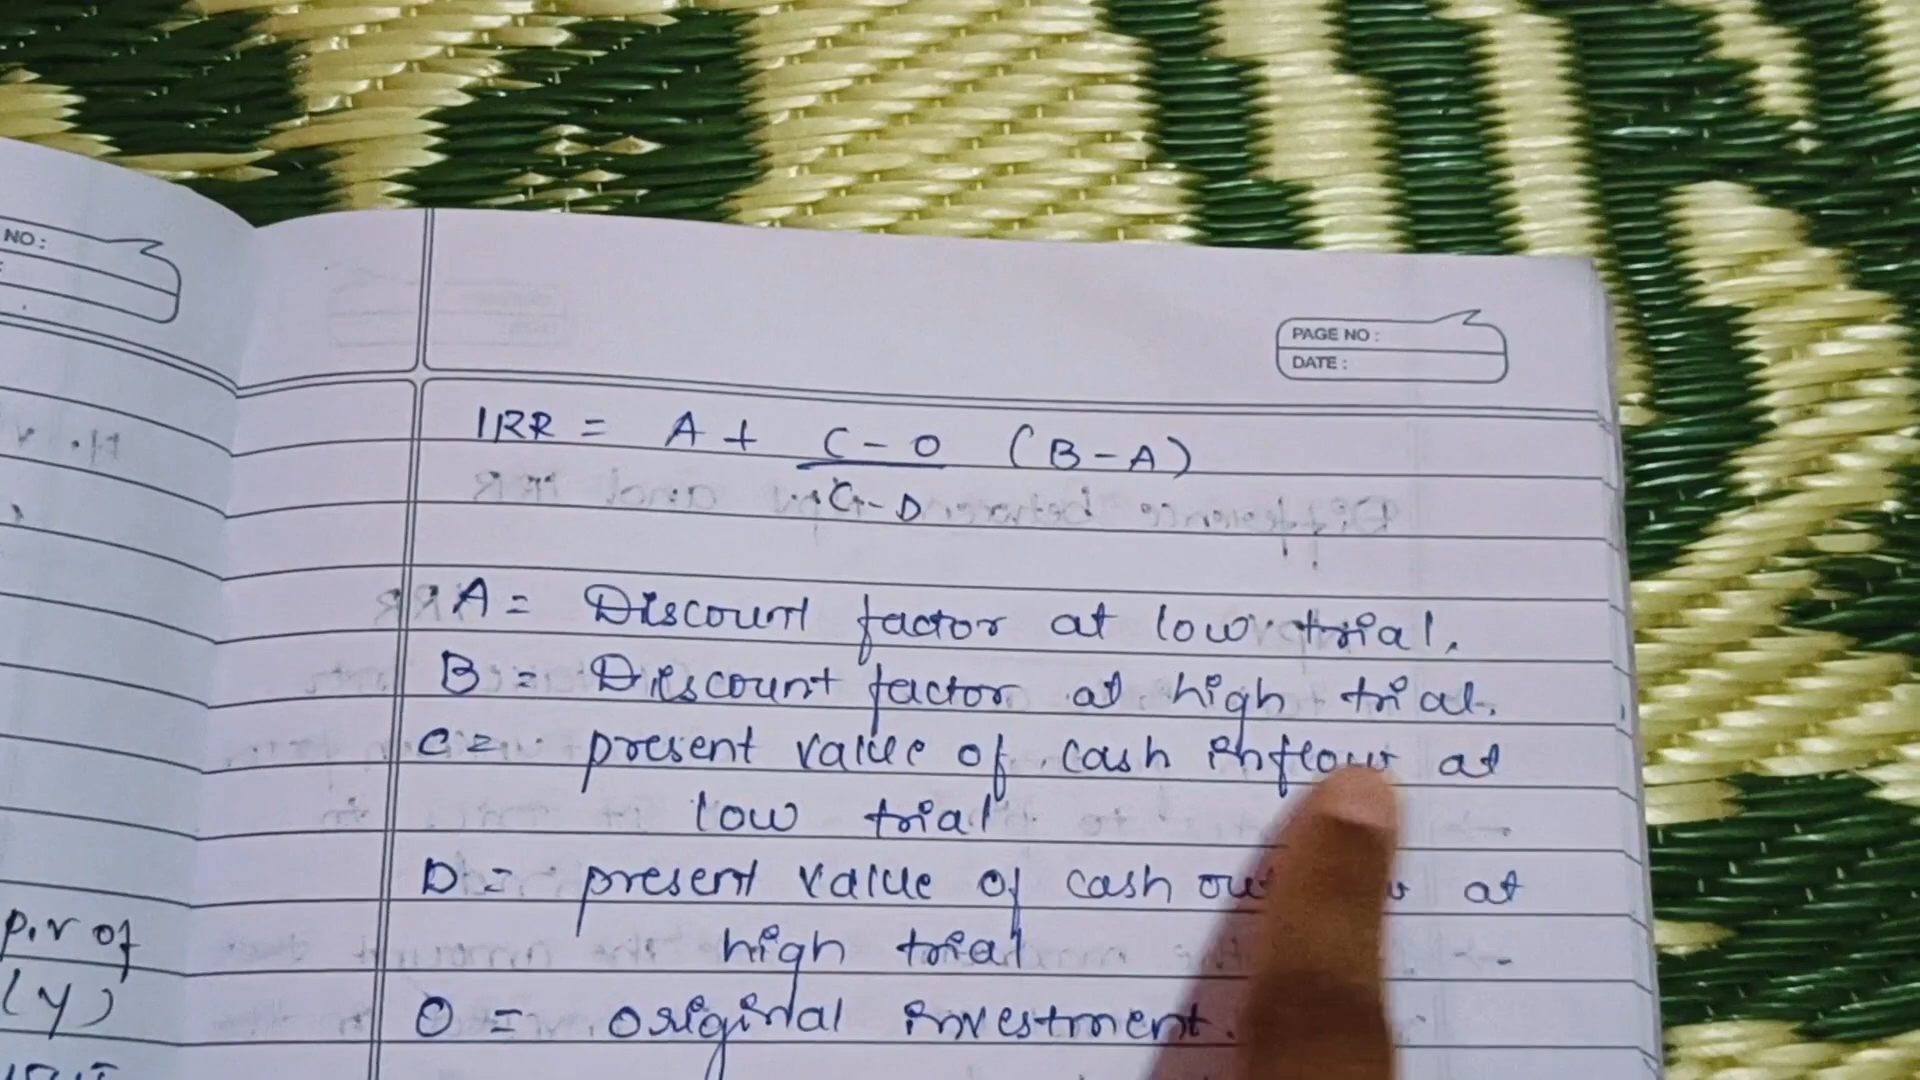 NO:
PAGE NO:
DATE:
IRR = A + C - O (B - A)
C - D
A = Discount factor at low trial.
B = Discount factor at high trial.
C = present value of cash inflow at
low trial
D = present value of cash at
high trial
O = original investment.
P.V of
(y)